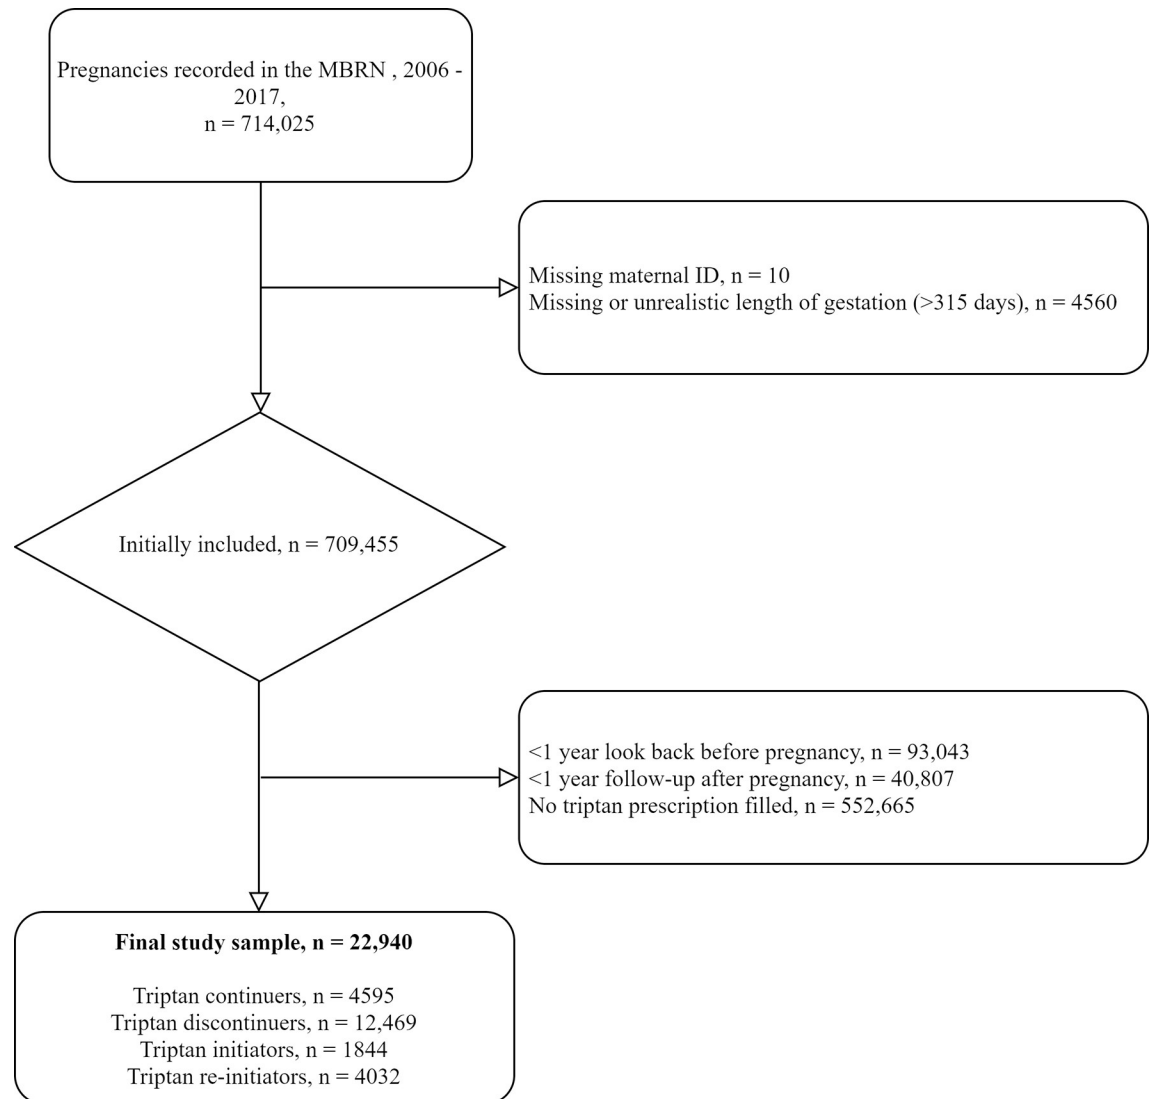 Pregnancies recorded in the MBRN , 2006 -
2017,
n = 714,025
Missing maternal ID, n = 10
Missing or unrealistic length of gestation (>315 days), n = 4560
Initially included, n = 709,455
<1 year look back before pregnancy, n = 93,043
<1 year follow-up after pregnancy, n = 40,807
No triptan prescription filled, n = 552,665
Final study sample, n = 22,940
Triptan continuers, n = 4595
Triptan discontinuers, n = 12,469
Triptan initiators, n = 1844
Triptan re-initiators, n = 4032